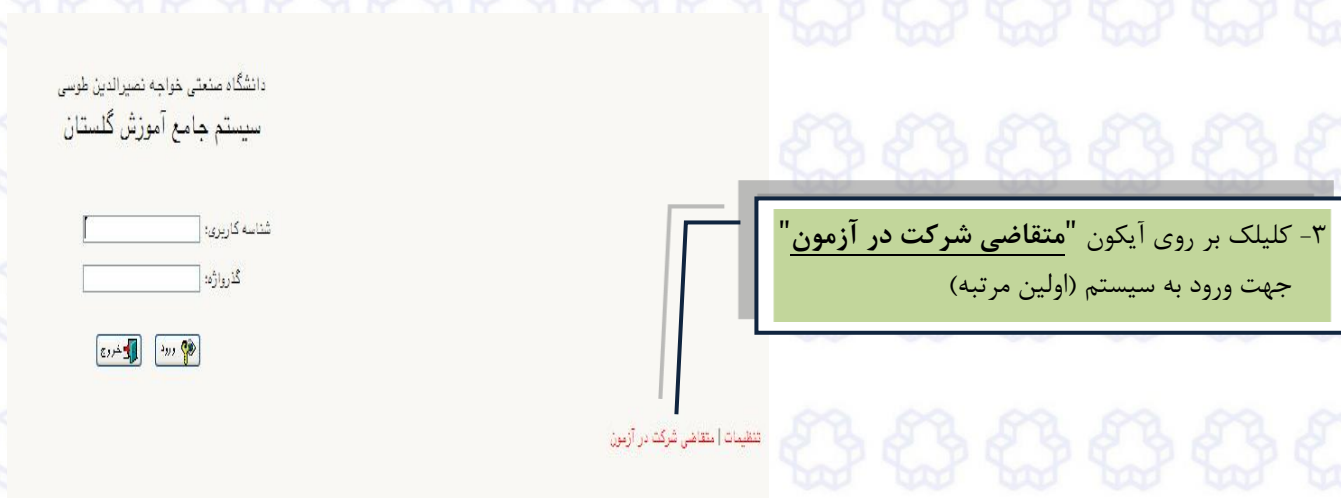 دانشگاه صنعتی خواجه نصیرالدین طوسی
سیستم جامع آموزش گلستان
شناسه کاربری:
گذرواژه:
ورود
خروج
تنظیمات | متقاضی شرکت در آزمون
۳- کلیلک بر روی آیکون "متقاضی شرکت در آزمون"
جهت ورود به سیستم (اولین مرتبه)